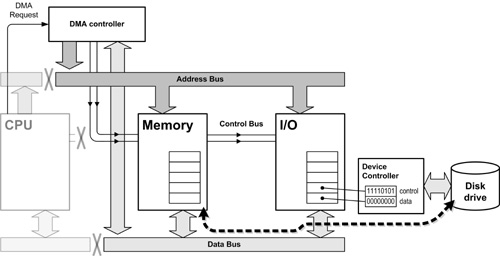 DMA
Request
DMA controller
Address Bus
CPU
Memory
Control Bus
I/O
Device
Controller
11110101 control
00000000 data
Disk
drive
Data Bus